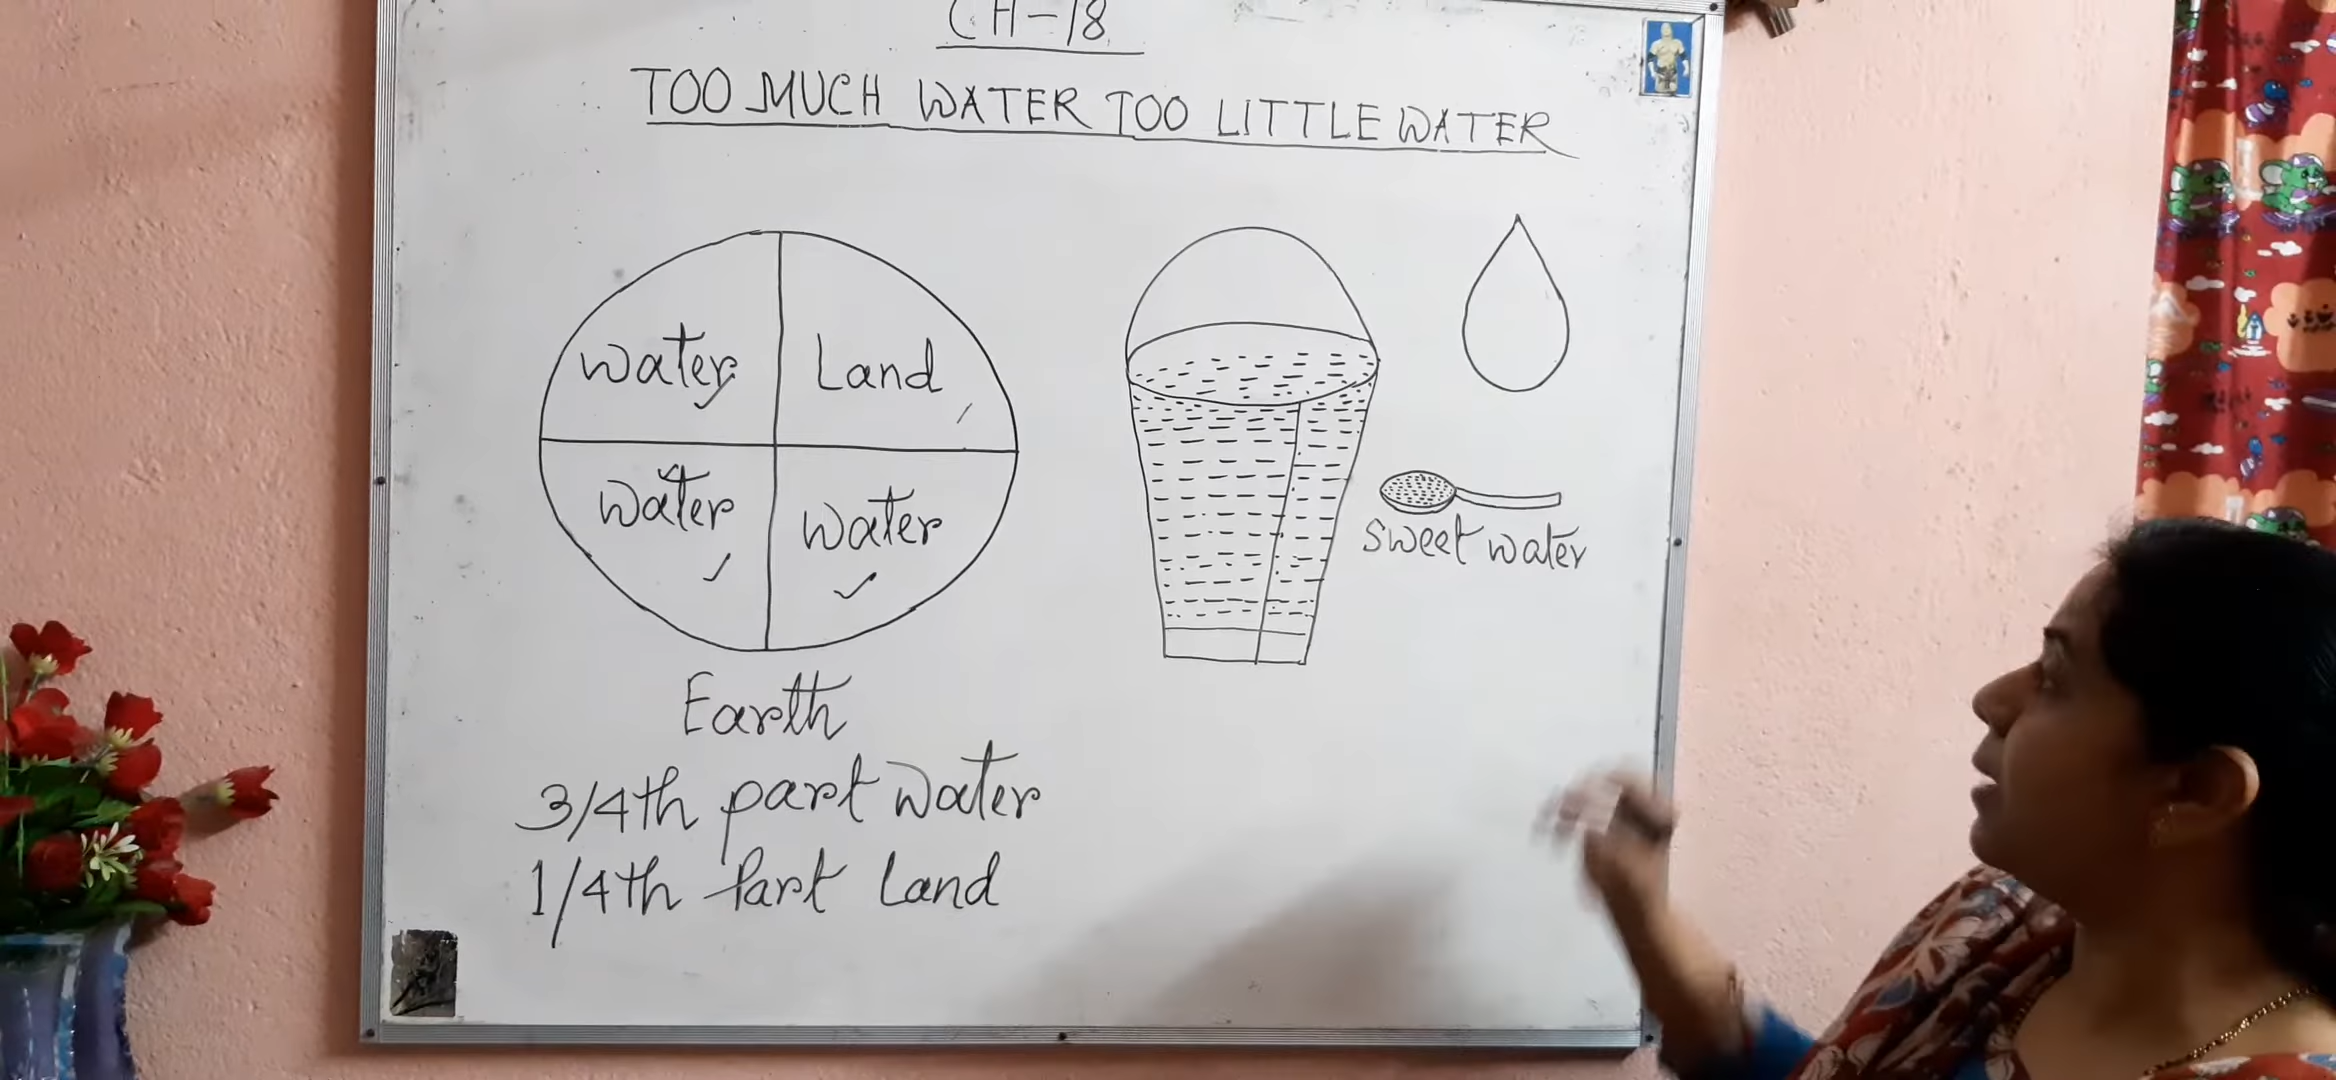 CH-18
TOO MUCH WATER TOO LITTLE WATER
water Land
water water
sweet water
Earth
3/4th part water
1/4th Part Land